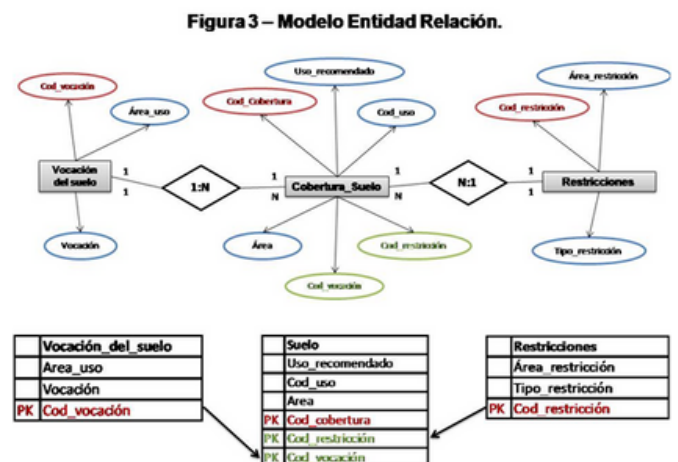 Figura 3 – Modelo Entidad Relación.
Uso_recomendado
Cod_vocación
Área_restricción
Cod_Cobertura
Área_uso
Cod_uso
Cod_restricción
Vocación
del suelo
1
1
1:N
1
N
Cobertura_Suelo
1
N
N:1
1
1
Restricciones
Vocación
Área
Cod_restricción
Tipo_restricción
Cod_vocación
Vocación_del_suelo
Area_uso
Vocación
PK Cod_vocación
Suelo
Uso_recomendado
Cod_uso
Area
PK Cod_cobertura
PK Cod_restricción
PK Cod_vocación
Restricciones
Área_restricción
Tipo_restricción
PK Cod_restricción